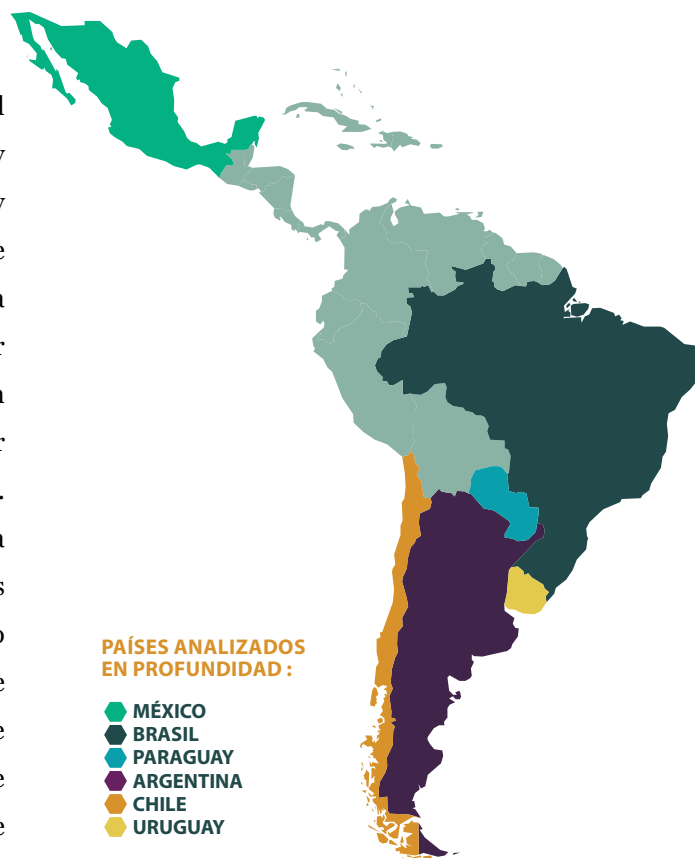 PAÍSES ANALIZADOS
EN PROFUNDIDAD :
MÉXICO
BRASIL
PARAGUAY
ARGENTINA
CHILE
URUGUAY